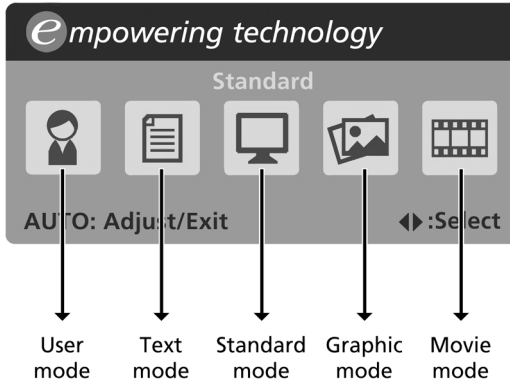 empowering technology
Standard
AUTO: Adjust/Exit
:Select
User mode
Text mode
Standard mode
Graphic mode
Movie mode